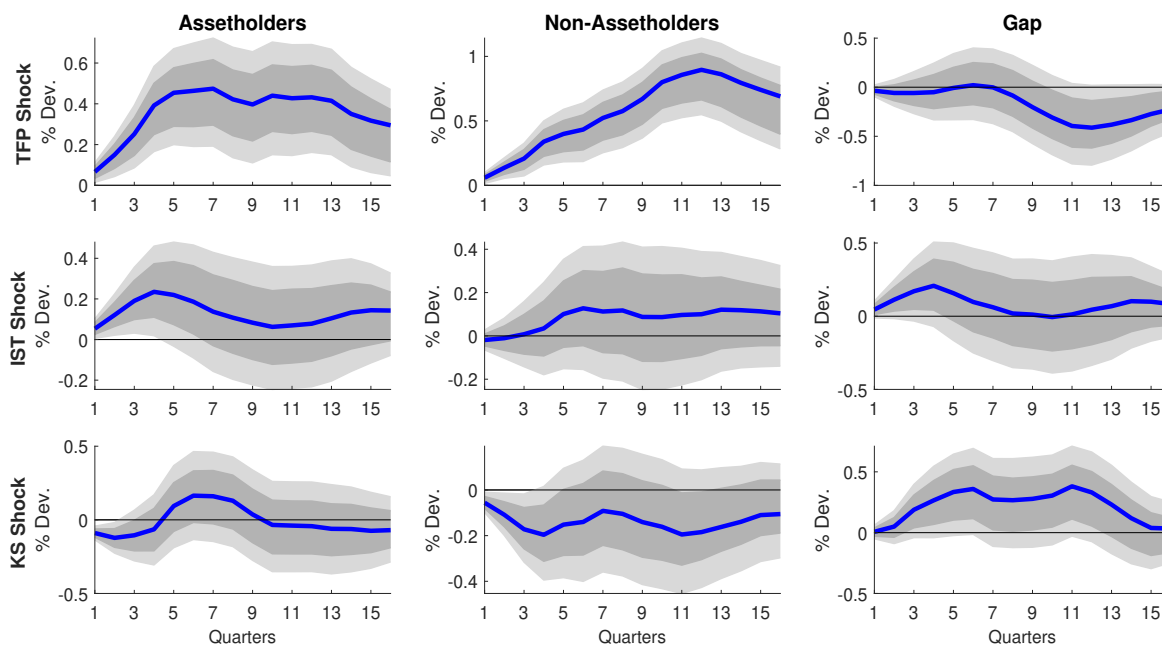 Assetholders
Non-Assetholders
Gap
TFP Shock
% Dev.
0.6
0.4
0.2
0
1 3 5 7 9 11 13 15
% Dev.
1
0.5
0
1 3 5 7 9 11 13 15
% Dev.
0.5
0
-0.5
-1
1 3 5 7 9 11 13 15
IST Shock
% Dev.
0.4
0.2
0
-0.2
1 3 5 7 9 11 13 15
% Dev.
0.4
0.2
0
-0.2
1 3 5 7 9 11 13 15
% Dev.
0.5
0
-0.5
1 3 5 7 9 11 13 15
KS Shock
% Dev.
0.5
0
-0.5
1 3 5 7 9 11 13 15
Quarters
% Dev.
0
-0.2
-0.4
1 3 5 7 9 11 13 15
Quarters
% Dev.
0.5
0
-0.5
1 3 5 7 9 11 13 15
Quarters